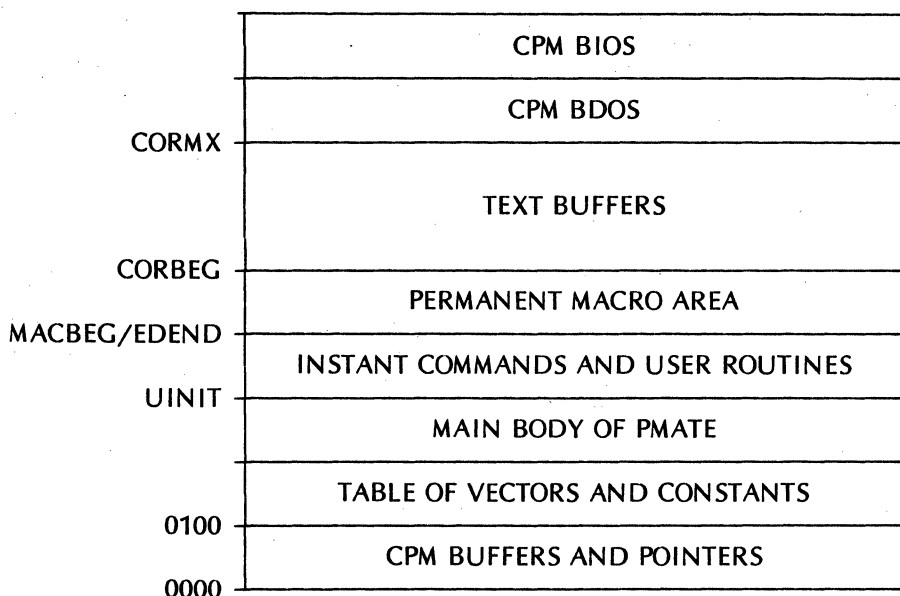 CPM BIOS
CPM BDOS
CORMX
TEXT BUFFERS
CORBEG
PERMANENT MACRO AREA
MACBEG/EDEND
INSTANT COMMANDS AND USER ROUTINES
UINIT
MAIN BODY OF PMATE
TABLE OF VECTORS AND CONSTANTS
0100
CPM BUFFERS AND POINTERS
0000